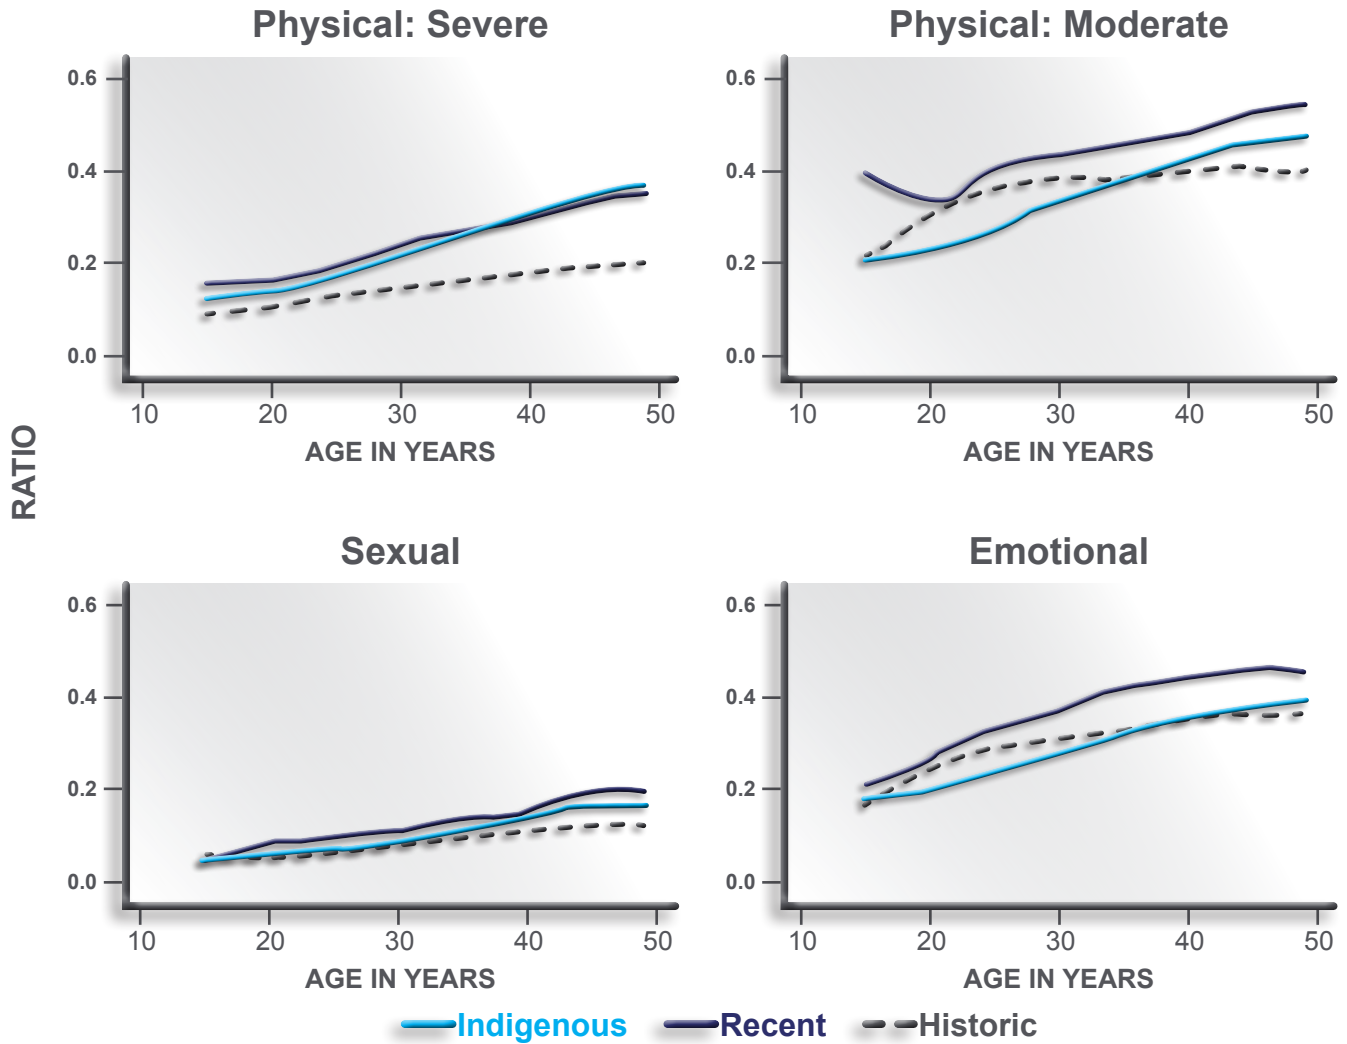 Physical: Severe
0.6
0.4
0.2
0.0
10 20 30 40 50
AGE IN YEARS
Physical: Moderate
0.6
0.4
0.2
0.0
10 20 30 40 50
AGE IN YEARS
RATIO
Sexual
0.6
0.4
0.2
0.0
10 20 30 40 50
AGE IN YEARS
Emotional
0.6
0.4
0.2
0.0
10 20 30 40 50
AGE IN YEARS
Indigenous Recent Historic